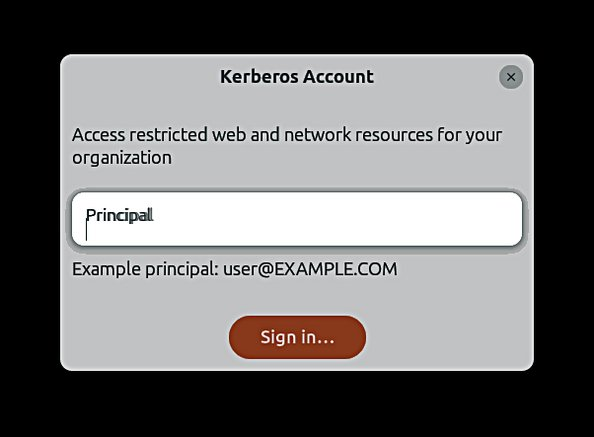 Kerberos Account
Access restricted web and network resources for your
organization
Principal
Example principal: user@EXAMPLE.COM
Sign in…